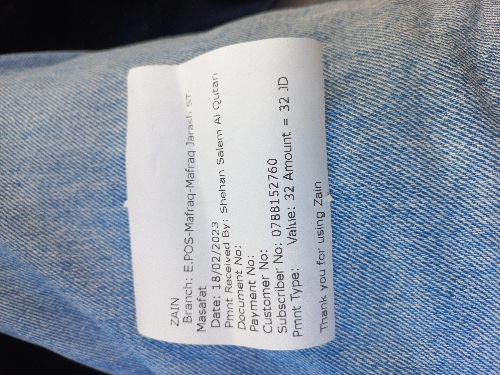 ZAIN
Branch: E.POS-Mafraq-Mafraq Jarash ST-
Masafat
Date: 18/02/2023
Pmnt Received By: Shehan Salem Al Qutan
Document No:
Payment No:
Customer No:
Subscriber No: 0788152760
Pmnt Type: Value: 32 Amount = 32 JD
Thank you for using Zain